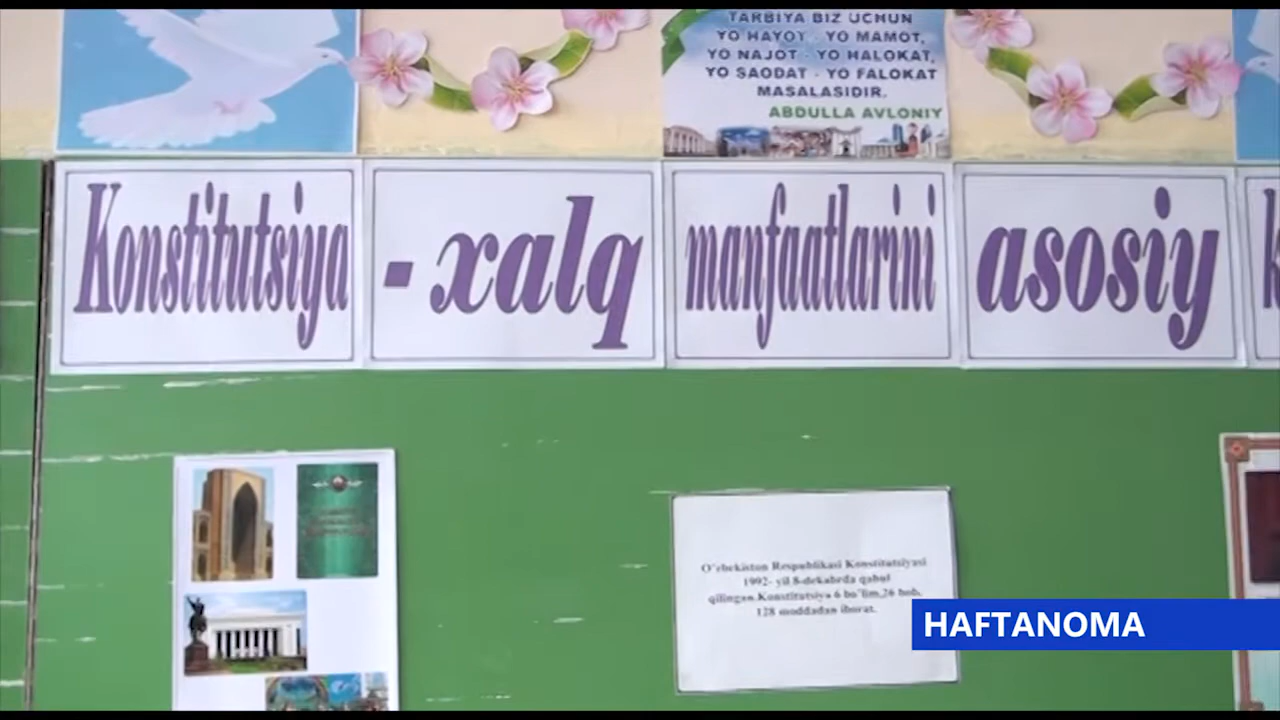 TARBIYA BIZ UCHUN
YO HAYOT - YO MAMOT,
YO NAJOT - YO HALOKAT,
YO SAODAT - YO FALOKAT
MASALASIDIR.
ABDULLA AVLONIY
Konstitutsiya - xalq manfaatlarini asosiy
O'zbekiston Respublikasi Konstitutsiyasi
1992- yil 8-dekabrda qabul
qilingan.Konstitutsiya 6 bo'lim,26 bob,
128 moddadan iborat.
HAFTANOMA